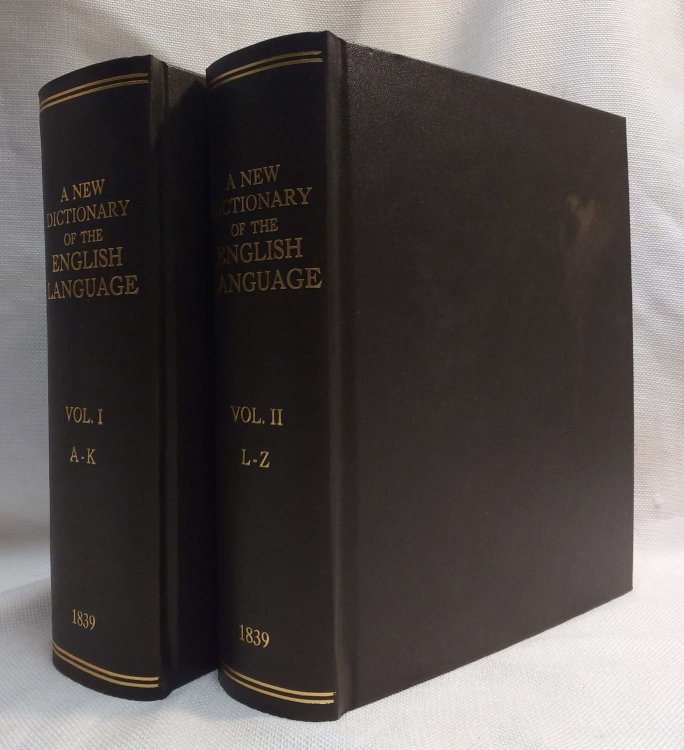 A NEW
DICTIONARY
OF THE
ENGLISH
LANGUAGE
VOL. I
A-K
1839
A NEW
DICTIONARY
OF THE
ENGLISH
LANGUAGE
VOL. II
L-Z
1839